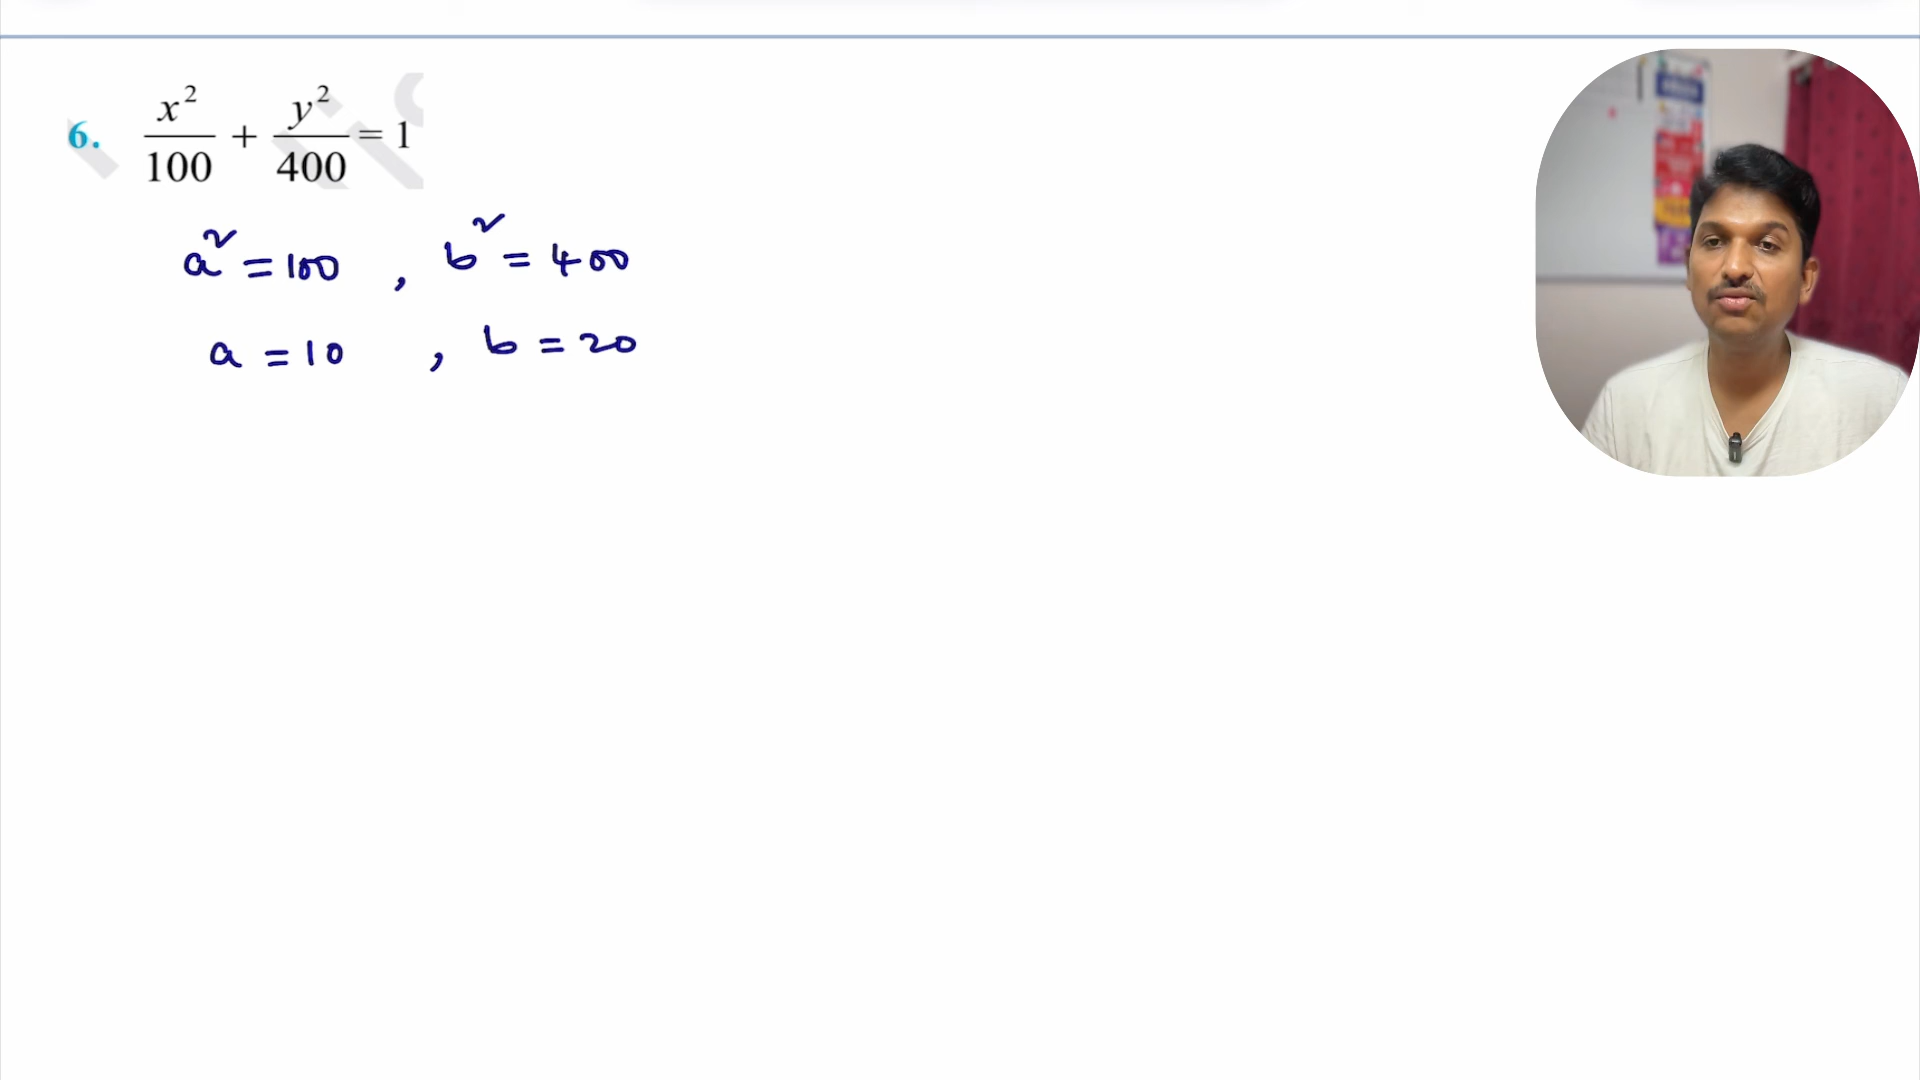 6. x²/100 + y²/400 = 1
a² = 100 , b² = 400
a = 10 , b = 20